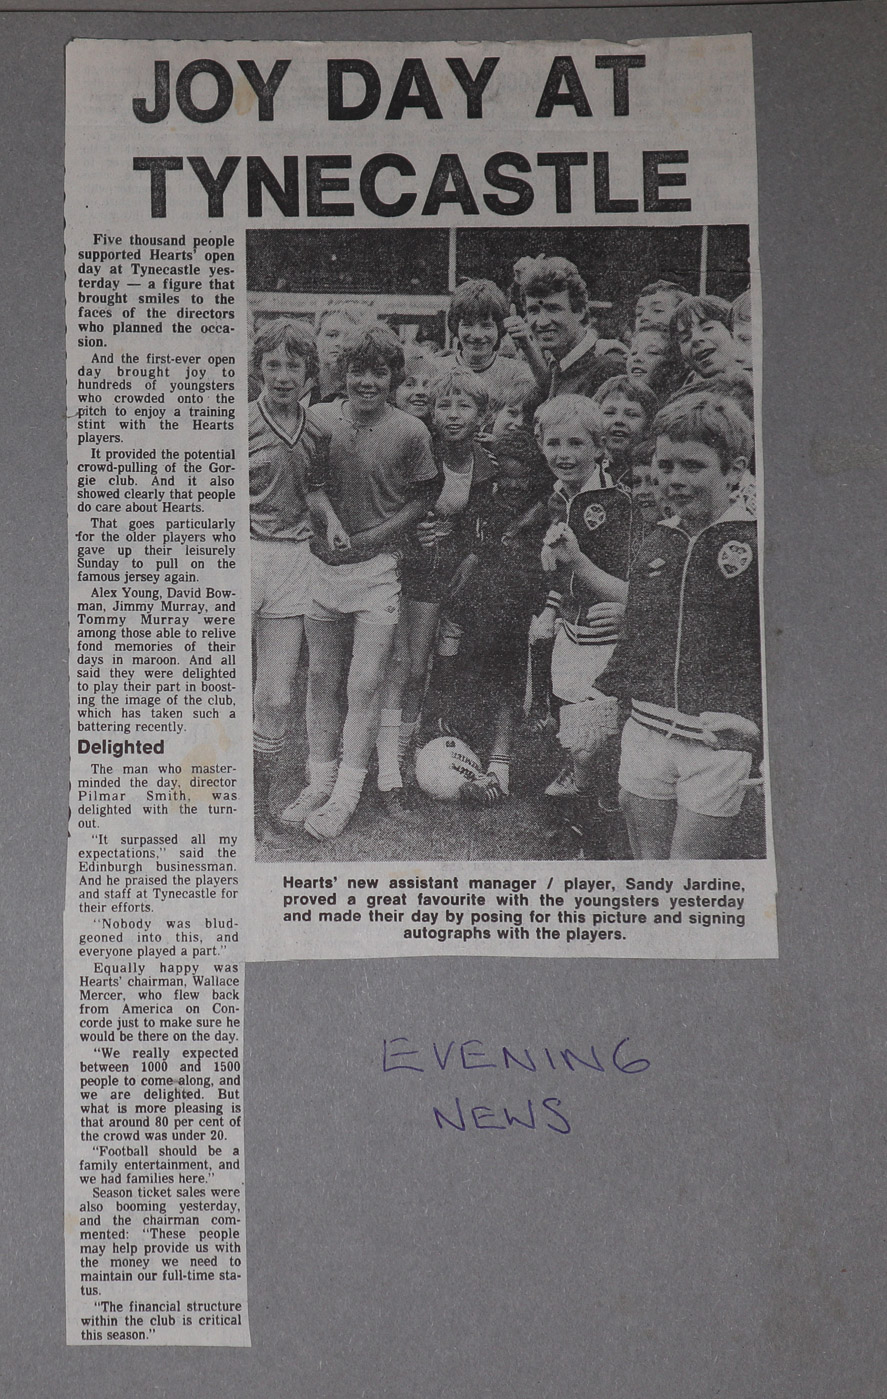 JOY DAY AT
TYNECASTLE
Five thousand people
supported Hearts' open
day at Tynecastle yes-
terday — a figure that
brought smiles to the
faces of the directors
who planned the occa-
sion.
And the first-ever open
day brought joy to
hundreds of youngsters
who crowded onto the
pitch to enjoy a training
stint with the Hearts
players.
It provided the potential
crowd-pulling of the Gor-
gie club. And it also
showed clearly that people
do care about Hearts.
That goes particularly
for the older players who
gave up their leisurely
Sunday to pull on the
famous jersey again.
Alex Young, David Bow-
man, Jimmy Murray, and
Tommy Murray were
among those able to relive
fond memories of their
days in maroon. And all
said they were delighted
to play their part in boost-
ing the image of the club,
which has taken such a
battering recently.
Delighted
The man who master-
minded the day, director
Pilmar Smith, was
delighted with the turn-
out.
"It surpassed all my
expectations," said the
Edinburgh businessman.
And he praised the players
and staff at Tynecastle for
their efforts.
"Nobody was blud-
geoned into this, and
everyone played a part."
Equally happy was
Hearts' chairman, Wallace
Mercer, who flew back
from America on Con-
corde just to make sure he
would be there on the day.
"We really expected
between 1000 and 1500
people to come along, and
we are delighted. But
what is more pleasing is
that around 80 per cent of
the crowd was under 20.
"Football should be a
family entertainment, and
we had families here."
Season ticket sales were
also booming yesterday,
and the chairman com-
mented: "These people
may help provide us with
the money we need to
maintain our full-time sta-
tus.
"The financial structure
within the club is critical
this season."
Hearts' new assistant manager / player, Sandy Jardine,
proved a great favourite with the youngsters yesterday
and made their day by posing for this picture and signing
autographs with the players.
EVENING
NEWS